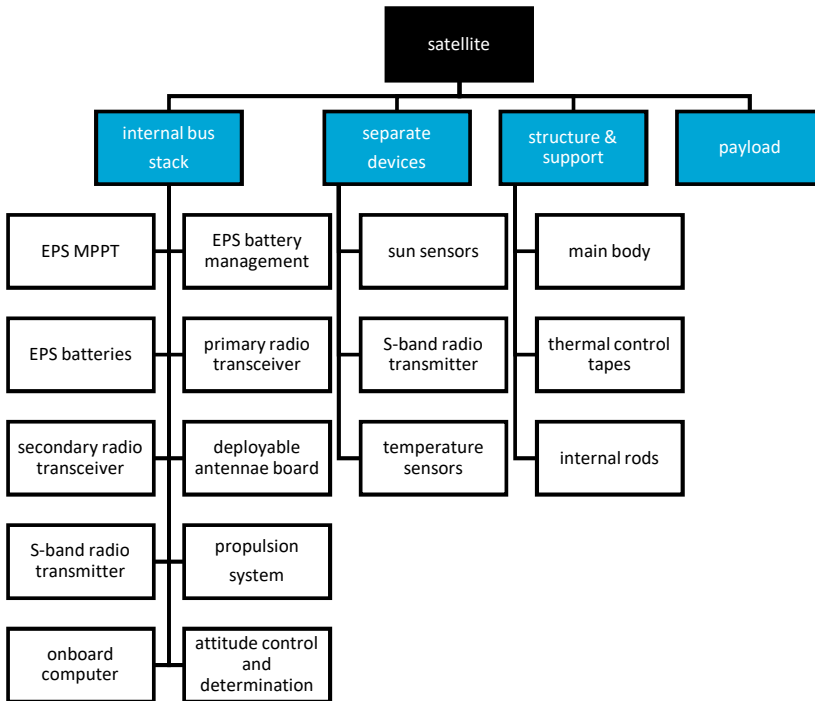 satellite
internal bus
stack
separate
devices
structure &
support
payload
EPS MPPT
EPS battery
management
sun sensors
main body
EPS batteries
primary radio
transceiver
S-band radio
transmitter
thermal control
tapes
secondary radio
transceiver
deployable
antennae board
temperature
sensors
internal rods
S-band radio
transmitter
propulsion
system
onboard
computer
attitude control
and
determination